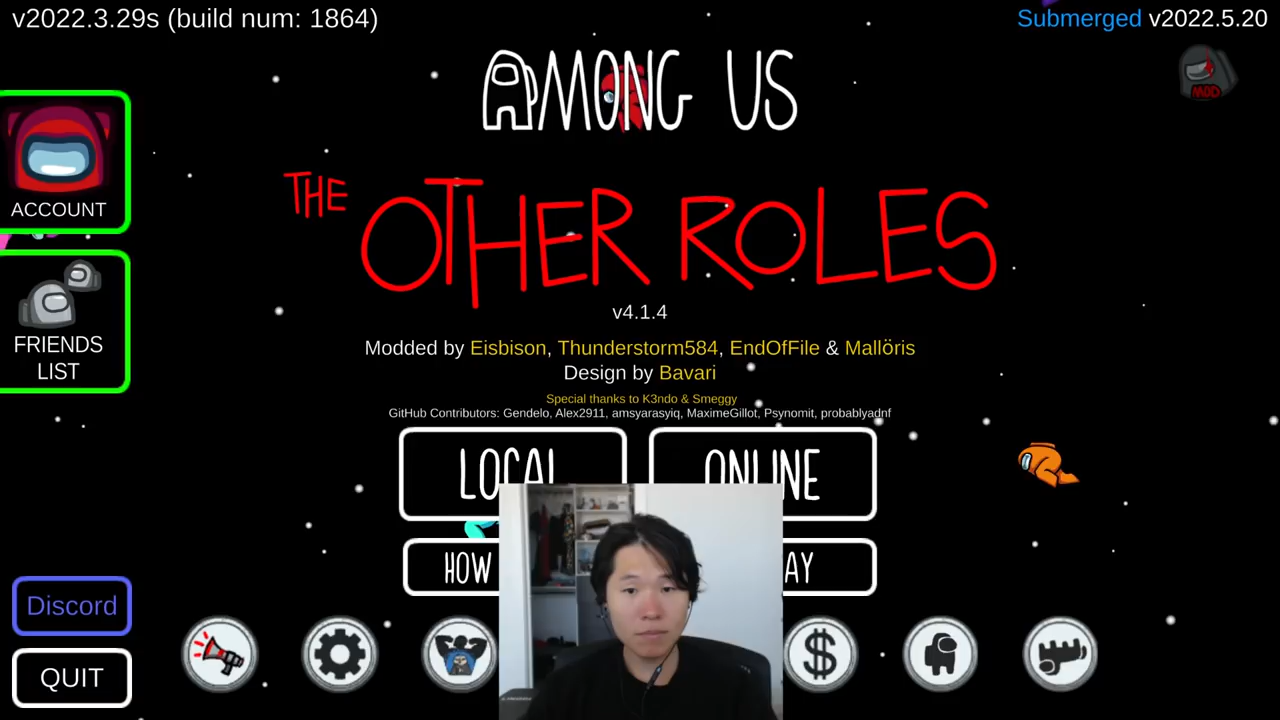 v2022.3.29s (build num: 1864)
Submerged v2022.5.20
AMONG US
MOD
THE OTHER ROLES
ACCOUNT
v4.1.4
FRIENDS
LIST
Modded by Eisbison, Thunderstorm584, EndOfFile & Mallöris
Design by Bavari
Special thanks to K3ndo & Smeggy
GitHub Contributors: Gendelo, Alex2911, amsyarasyiq, MaximeGillot, Psynomit, probablyadnf
LOCAL
ONLINE
HOW
Discord
QUIT